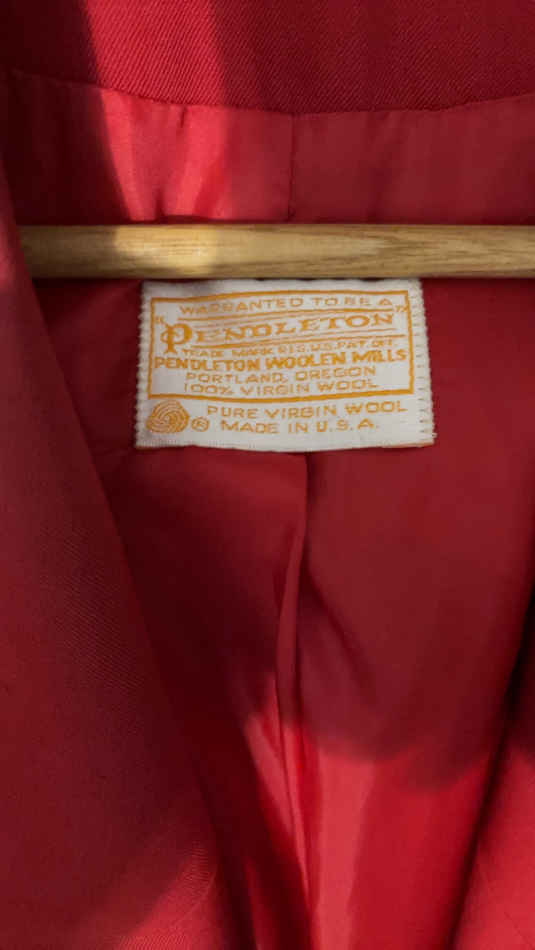 WARRANTED TO BE A
"PENDLETON"
TRADE MARK REG. U.S. PAT. OFF.
PENDLETON WOOLEN MILLS
PORTLAND, OREGON
100% VIRGIN WOOL
® PURE VIRGIN WOOL
MADE IN U.S.A.